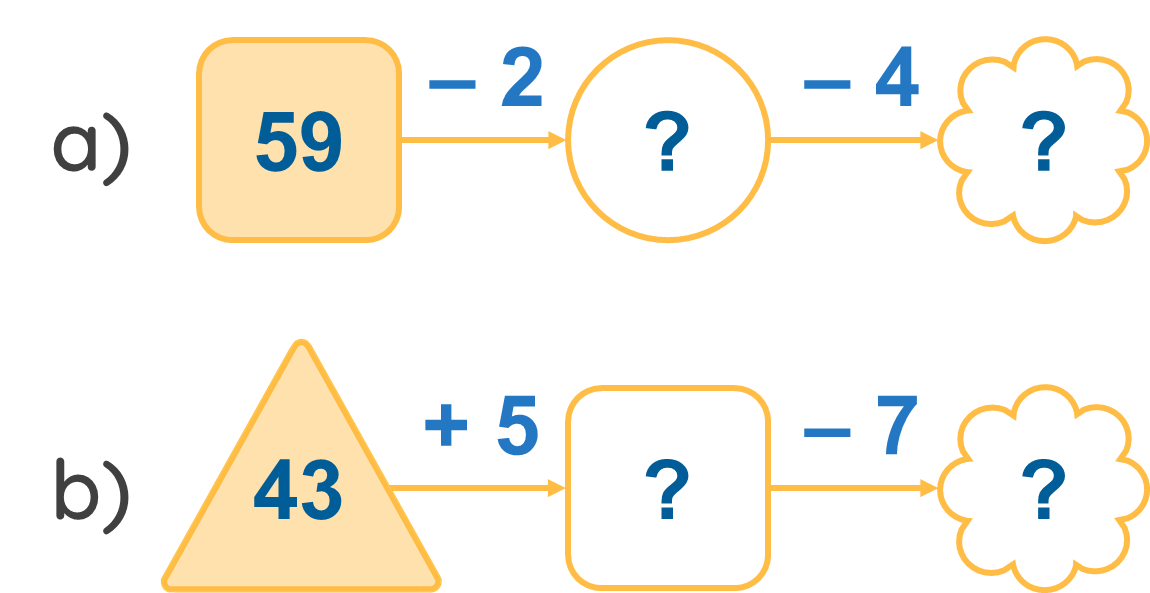 a) 59 – 2 ? – 4 ?
b) 43 + 5 ? – 7 ?